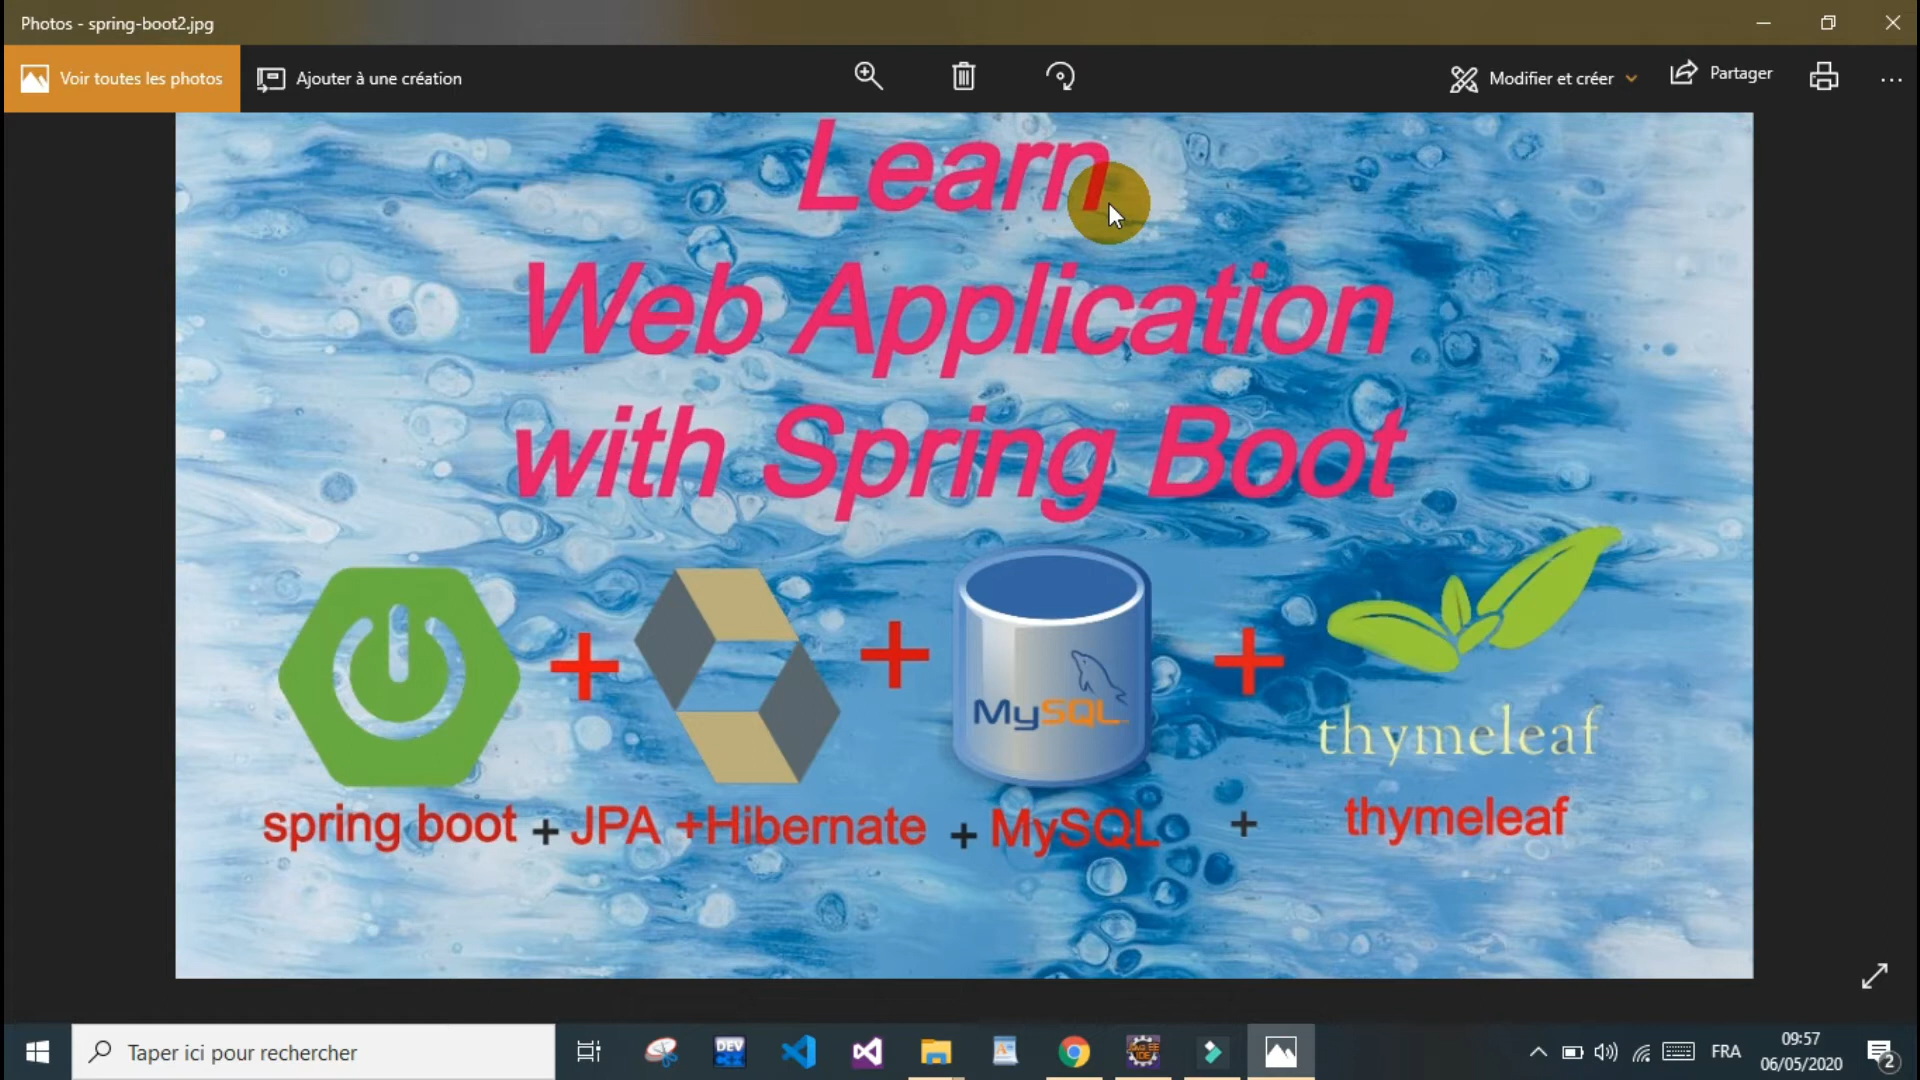 Photos - spring-boot2.jpg
Voir toutes les photos
Ajouter à une création
Modifier et créer
Partager
Learn
Web Application
with Spring Boot
+ + +
MySQL
thymeleaf
spring boot + JPA +Hibernate + MySQL + thymeleaf
Taper ici pour rechercher
DEV
FRA
09:57
06/05/2020
2